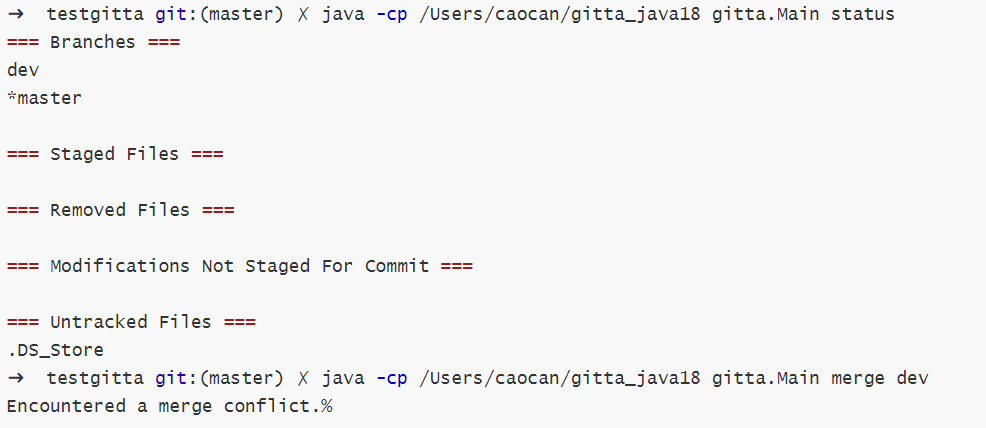 ➜  testgitta git:(master) ✗ java -cp /Users/caocan/gitta_java18 gitta.Main status
=== Branches ===
dev
*master
=== Staged Files ===
=== Removed Files ===
=== Modifications Not Staged For Commit ===
=== Untracked Files ===
.DS_Store
➜  testgitta git:(master) ✗ java -cp /Users/caocan/gitta_java18 gitta.Main merge dev
Encountered a merge conflict.%